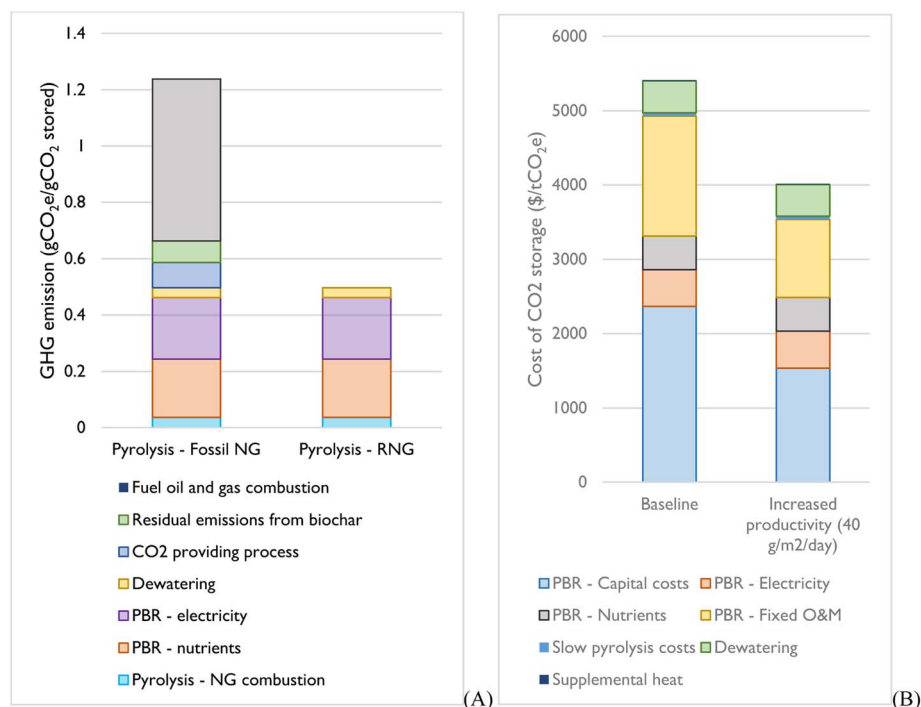 GHG emission (gCO2e/gCO2 stored)
1.4
1.2
1
0.8
0.6
0.4
0.2
0
Pyrolysis - Fossil NG
Pyrolysis - RNG
Fuel oil and gas combustion
Residual emissions from biochar
CO2 providing process
Dewatering
PBR - electricity
PBR - nutrients
Pyrolysis - NG combustion
(A)
Cost of CO2 storage ($/tCO2e)
6000
5000
4000
3000
2000
1000
0
Baseline
Increased
productivity (40
g/m2/day)
PBR - Capital costs
PBR - Electricity
PBR - Nutrients
PBR - Fixed O&M
Slow pyrolysis costs
Dewatering
Supplemental heat
(B)